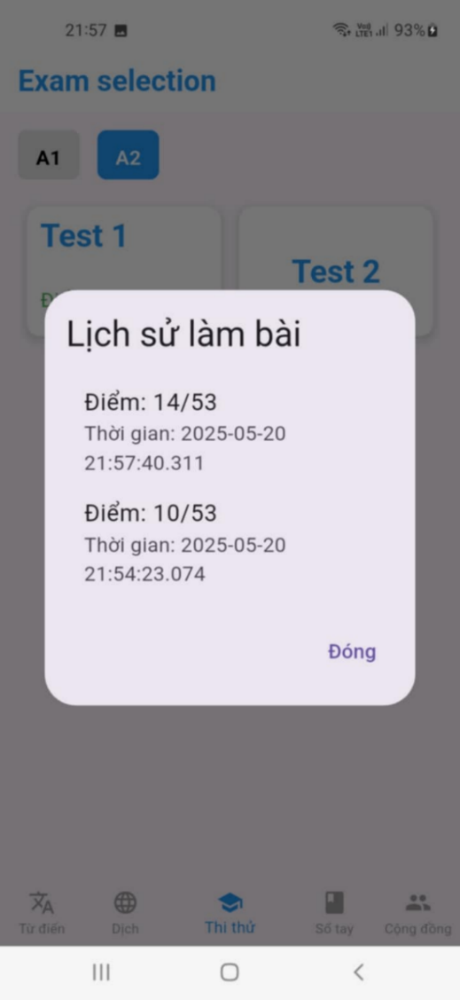 21:57 93%
Exam selection
A1 A2
Test 1
Test 2
Lịch sử làm bài
Điểm: 14/53
Thời gian: 2025-05-20
21:57:40.311
Điểm: 10/53
Thời gian: 2025-05-20
21:54:23.074
Đóng
Từ điển Dịch Thi thử Sổ tay Cộng đồng